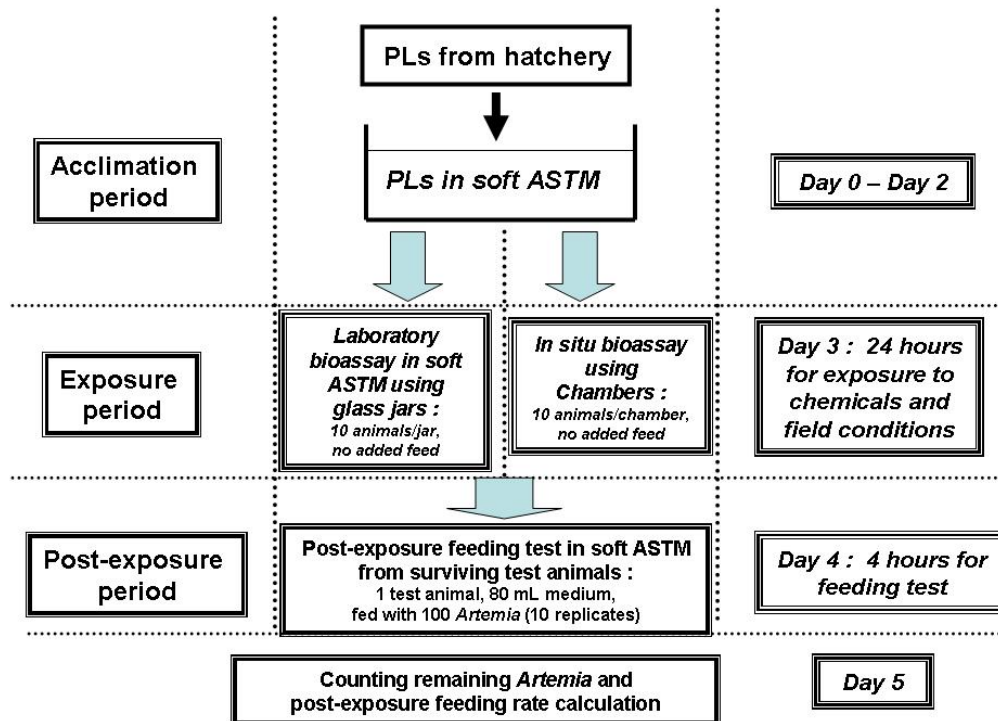 PLs from hatchery
Acclimation
period
PLs in soft ASTM
Day 0 – Day 2
Exposure
period
Laboratory
bioassay in soft
ASTM using
glass jars :
10 animals/jar,
no added feed
In situ bioassay
using
Chambers :
10 animals/chamber,
no added feed
Day 3 : 24 hours
for exposure to
chemicals and
field conditions
Post-exposure
period
Post-exposure feeding test in soft ASTM
from surviving test animals :
1 test animal, 80 mL medium,
fed with 100 Artemia (10 replicates)
Day 4 : 4 hours for
feeding test
Counting remaining Artemia and
post-exposure feeding rate calculation
Day 5